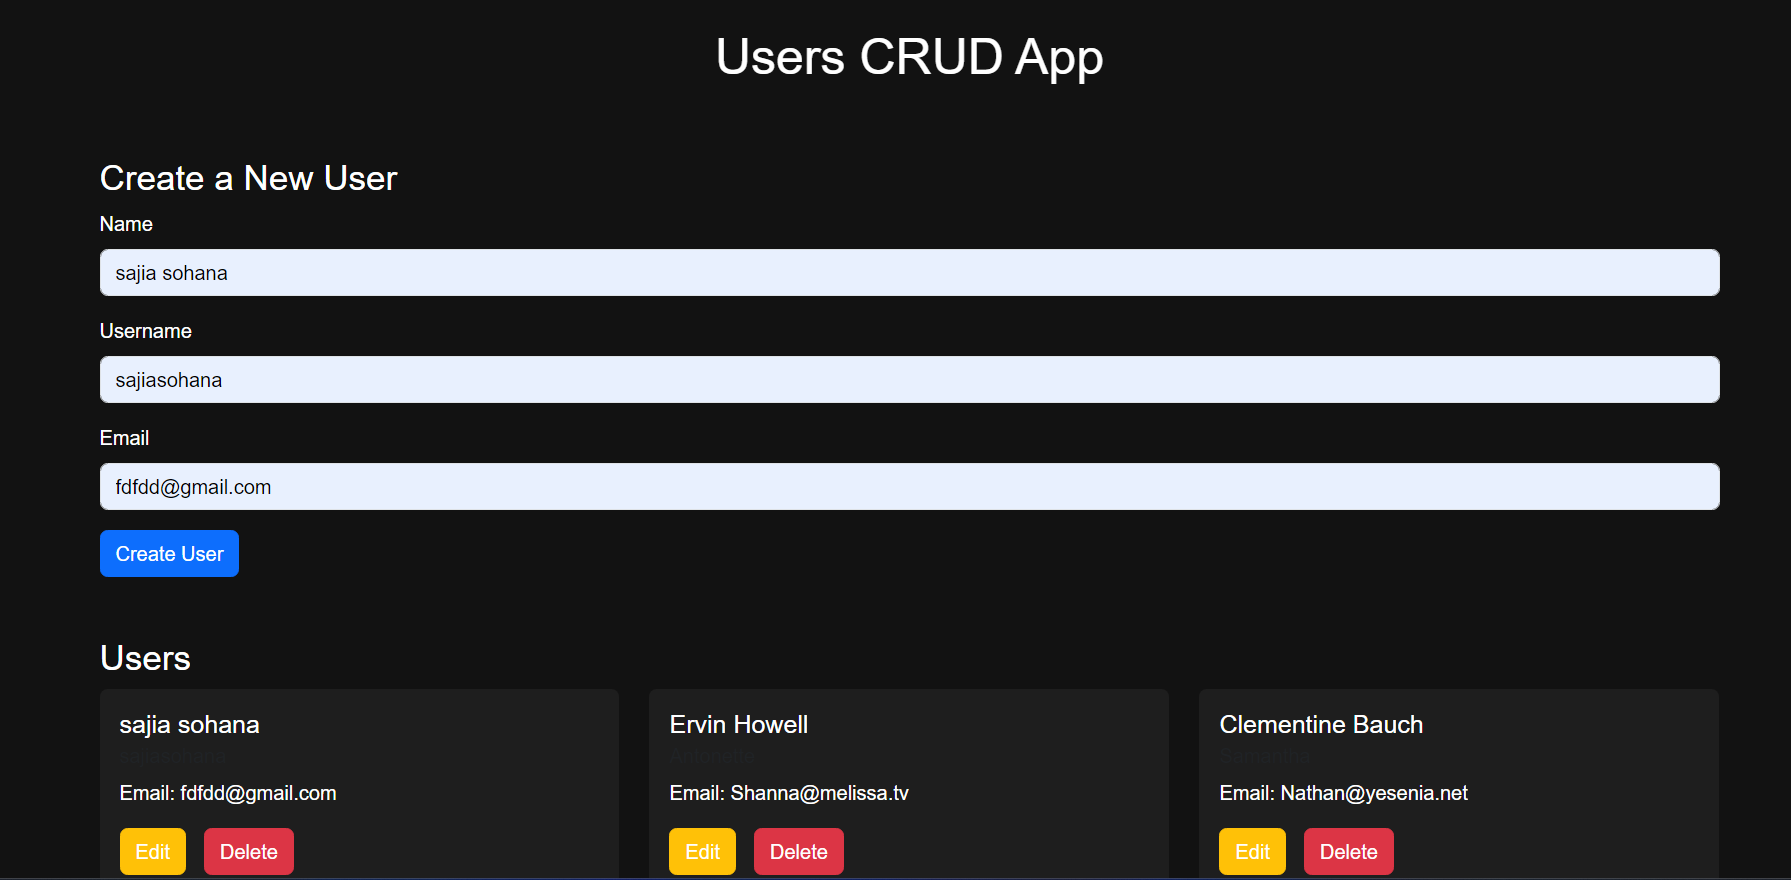 Users CRUD App
Create a New User
Name
sajia sohana
Username
sajiasohana
Email
fdfdd@gmail.com
Create User
Users
sajia sohana
sajiasohana
Email: fdfdd@gmail.com
Edit Delete
Ervin Howell
Antonette
Email: Shanna@melissa.tv
Edit Delete
Clementine Bauch
Samantha
Email: Nathan@yesenia.net
Edit Delete